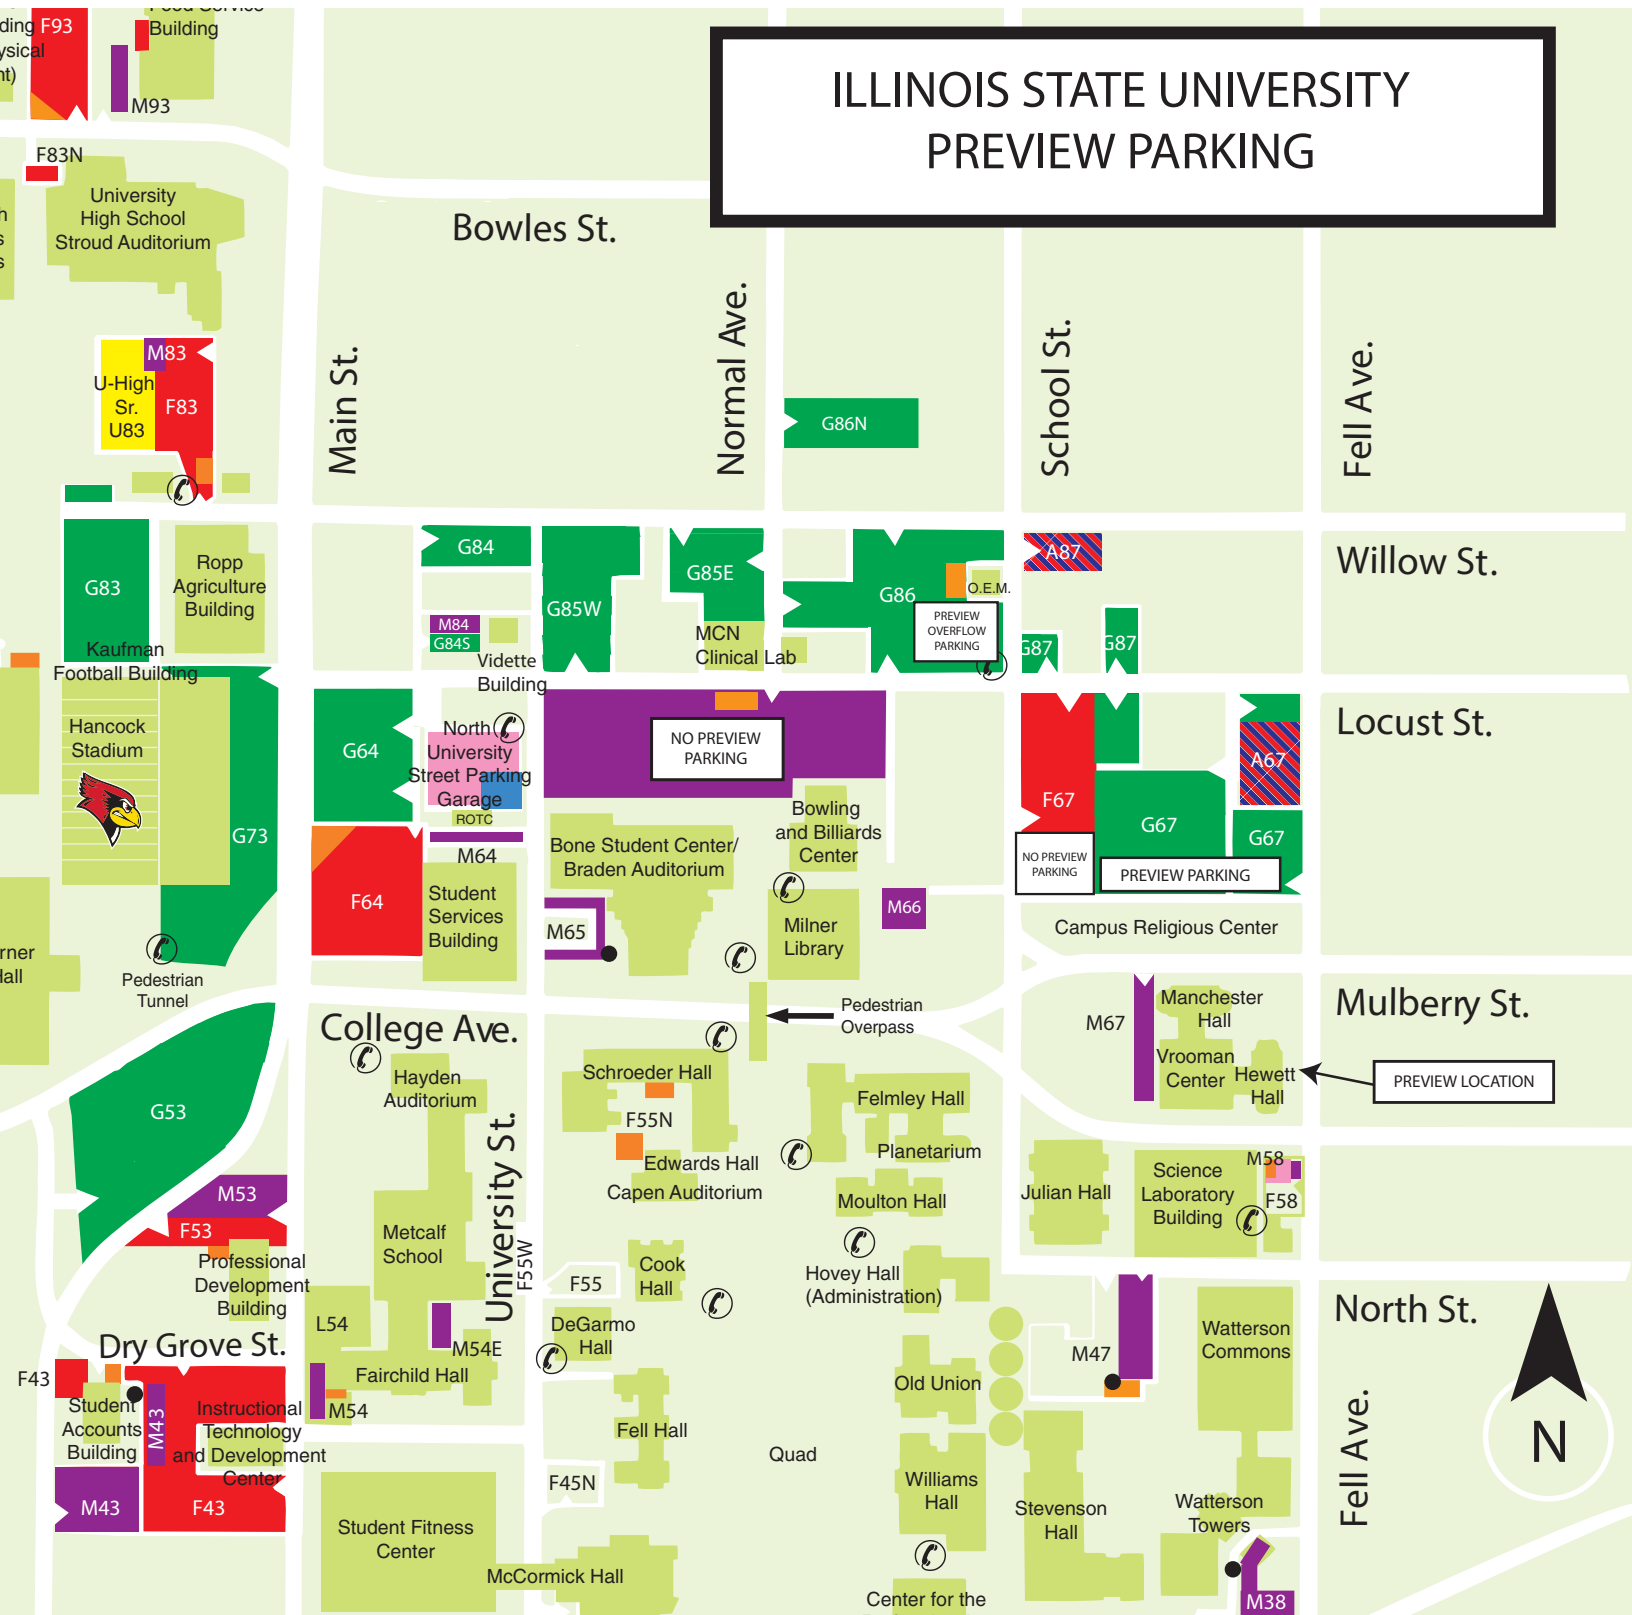 ILLINOIS STATE UNIVERSITY
PREVIEW PARKING
F93
Building
M93
F83N
University
High School
Stroud Auditorium
Bowles St.
Main St.
Normal Ave.
School St.
Fell Ave.
M83
U-High
Sr.
U83
F83
G86N
G83
Ropp
Agriculture
Building
G84
G85W
G85E
G86
O.E.M.
PREVIEW
OVERFLOW
PARKING
A87
Willow St.
M84
G84S
Vidette
Building
MCN
Clinical Lab
G87
G87
Kaufman
Football Building
Hancock
Stadium
G73
G64
North
University
Street Parking
Garage
ROTC
M64
NO PREVIEW
PARKING
Locust St.
A67
F67
G67
G67
NO PREVIEW
PARKING
PREVIEW PARKING
Bowling
and Billiards
Center
Bone Student Center/
Braden Auditorium
F64
Student
Services
Building
M65
Milner
Library
M66
Campus Religious Center
Pedestrian
Tunnel
College Ave.
Pedestrian
Overpass
Mulberry St.
M67
Manchester
Hall
Vrooman
Center
Hewett
Hall
PREVIEW LOCATION
G53
Hayden
Auditorium
Schroeder Hall
F55N
Edwards Hall
Capen Auditorium
Felmley Hall
Planetarium
Moulton Hall
Julian Hall
Science
Laboratory
Building
M58
F58
M53
F53
Professional
Development
Building
Metcalf
School
University St.
F55W
F55
Cook
Hall
Hovey Hall
(Administration)
North St.
L54
M54E
DeGarmo
Hall
Dry Grove St.
Fairchild Hall
M54
F43
Student
Accounts
Building
M43
Instructional
Technology
and Development
Center
M43
F43
Fell Hall
F45N
Quad
Old Union
M47
Watterson
Commons
N
Fell Ave.
Williams
Hall
Stevenson
Hall
Watterson
Towers
Student Fitness
Center
McCormick Hall
Center for the
M38